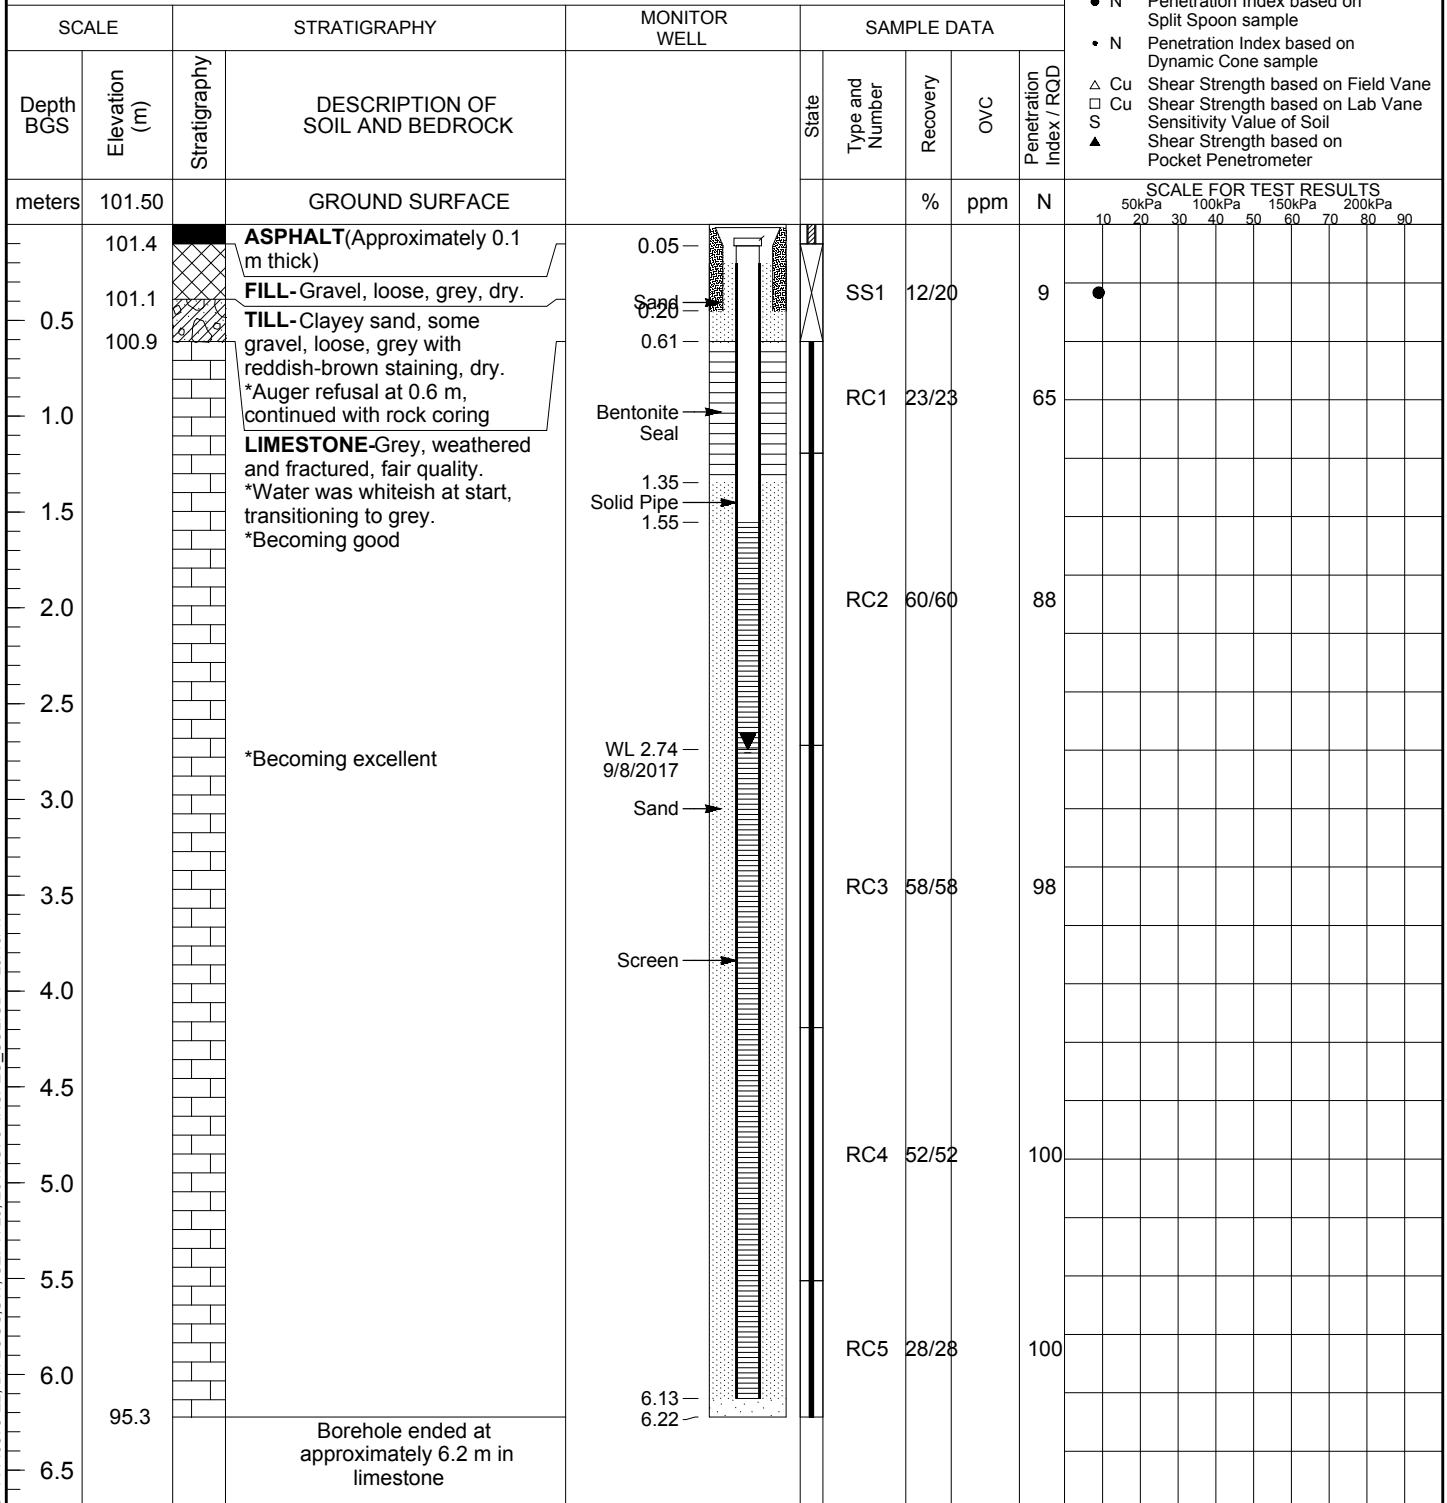 ● N Penetration Index based on
Split Spoon sample
• N Penetration Index based on
Dynamic Cone sample
△ Cu Shear Strength based on Field Vane
□ Cu Shear Strength based on Lab Vane
S Sensitivity Value of Soil
▲ Shear Strength based on
Pocket Penetrometer
SCALE
STRATIGRAPHY
MONITOR
WELL
SAMPLE DATA
Depth
BGS
Elevation
(m)
Stratigraphy
DESCRIPTION OF
SOIL AND BEDROCK
State
Type and
Number
Recovery
OVC
Penetration
Index / RQD
meters
101.50
GROUND SURFACE
%
ppm
N
SCALE FOR TEST RESULTS
50kPa 100kPa 150kPa 200kPa
10 20 30 40 50 60 70 80 90
0.5
1.0
1.5
2.0
2.5
3.0
3.5
4.0
4.5
5.0
5.5
6.0
6.5
101.4
101.1
100.9
95.3
ASPHALT(Approximately 0.1
m thick)
FILL-Gravel, loose, grey, dry.
TILL-Clayey sand, some
gravel, loose, grey with
reddish-brown staining, dry.
*Auger refusal at 0.6 m,
continued with rock coring
LIMESTONE-Grey, weathered
and fractured, fair quality.
*Water was whiteish at start,
transitioning to grey.
*Becoming good
*Becoming excellent
Borehole ended at
approximately 6.2 m in
limestone
0.05
Sand
0.20
0.61
Bentonite
Seal
1.35
Solid Pipe
1.55
WL 2.74
9/8/2017
Sand
Screen
6.13
6.22
SS1 12/20 9
RC1 23/23 65
RC2 60/60 88
RC3 58/58 98
RC4 52/52 100
RC5 28/28 100